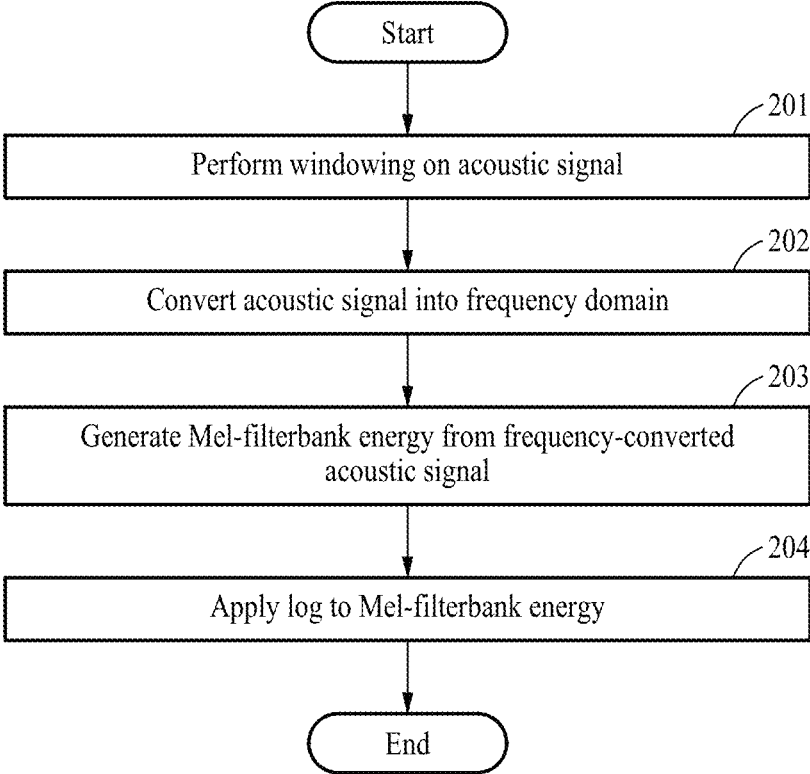 Start
201
Perform windowing on acoustic signal
202
Convert acoustic signal into frequency domain
203
Generate Mel-filterbank energy from frequency-converted
acoustic signal
204
Apply log to Mel-filterbank energy
End